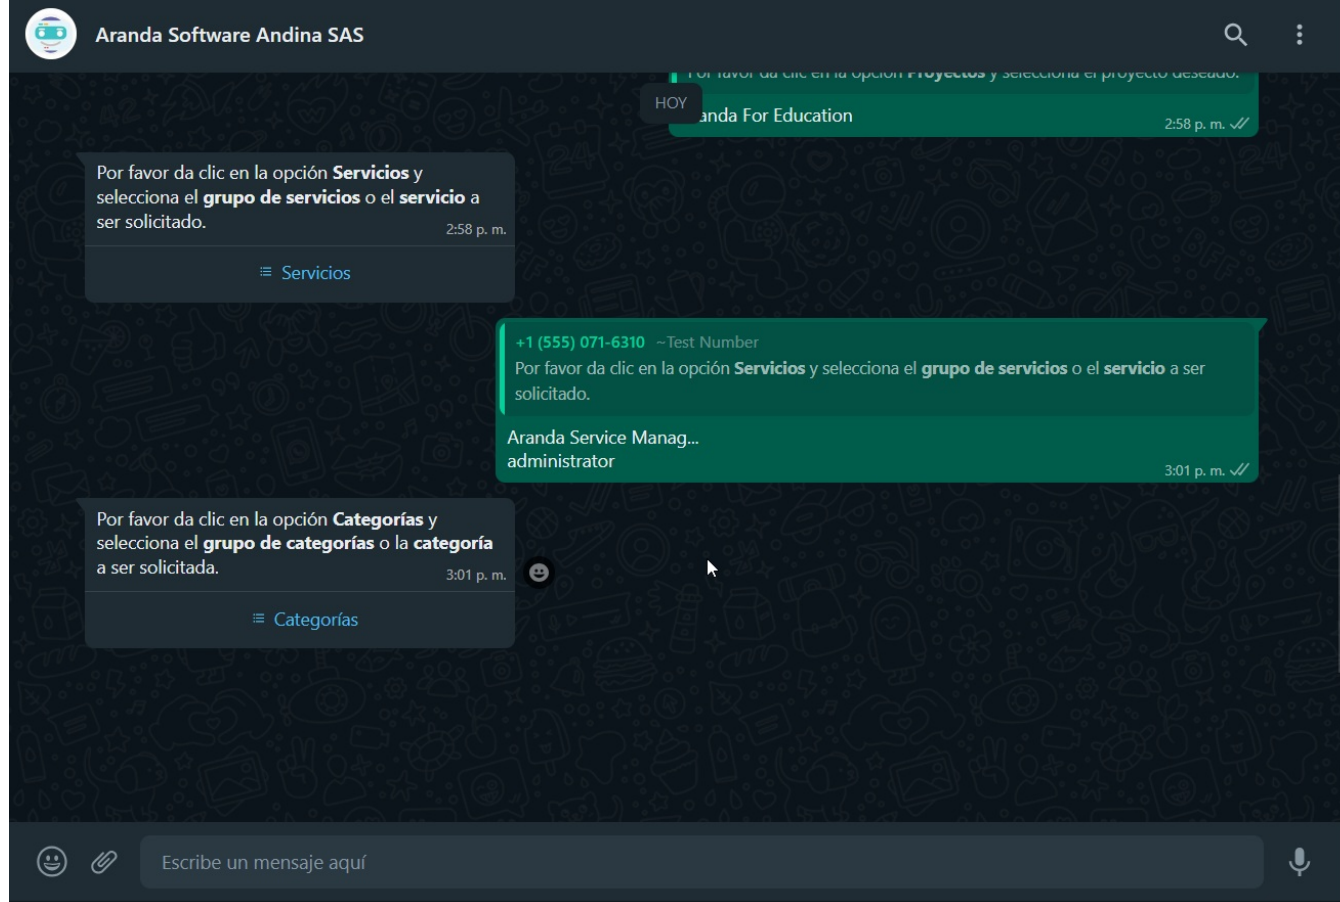 Aranda Software Andina SAS
Por favor da clic en la opción Proyectos y selecciona el proyecto deseado.
HOY
anda For Education
2:58 p. m.
Por favor da clic en la opción Servicios y
selecciona el grupo de servicios o el servicio a
ser solicitado.
2:58 p. m.
Servicios
+1 (555) 071-6310 ~Test Number
Por favor da clic en la opción Servicios y selecciona el grupo de servicios o el servicio a ser
solicitado.
Aranda Service Manag...
administrator
3:01 p. m.
Por favor da clic en la opción Categorías y
selecciona el grupo de categorías o la categoría
a ser solicitada.
3:01 p. m.
Categorías
Escribe un mensaje aquí